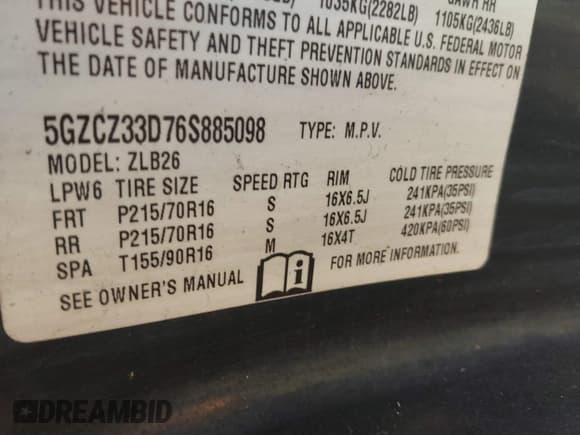 1035KG(2282LB) 1105KG(2436LB)
GAWR RR
THIS VEHICLE CONFORMS TO ALL APPLICABLE U.S. FEDERAL MOTOR
VEHICLE SAFETY AND THEFT PREVENTION STANDARDS IN EFFECT ON
THE DATE OF MANUFACTURE SHOWN ABOVE.
5GZCZ33D76S885098 TYPE: M.P.V.
MODEL: ZLB26
LPW6 TIRE SIZE SPEED RTG RIM COLD TIRE PRESSURE
FRT P215/70R16 S 16X6.5J 241KPA(35PSI)
RR P215/70R16 S 16X6.5J 241KPA(35PSI)
SPA T155/90R16 M 16X4T 420KPA(60PSI)
SEE OWNER'S MANUAL i FOR MORE INFORMATION.
DREAMBID